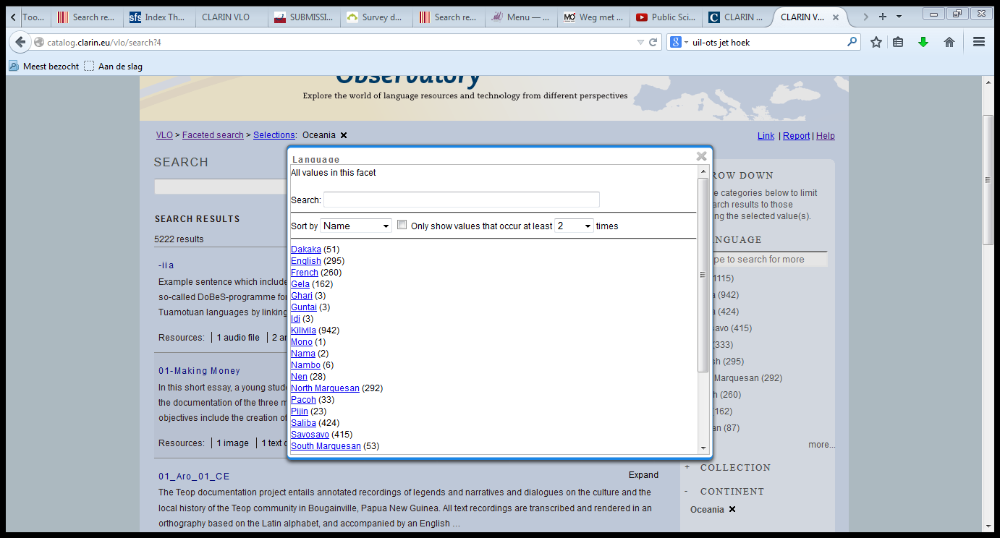 Too...
Search re...
Index Th...
CLARIN VLO
SUBMISSI...
Survey d...
Search re...
Menu — ...
Weg met ...
Public Sci...
CLARIN ...
CLARIN V...
catalog.clarin.eu/vlo/search?4
uil-ots jet hoek
Meest bezocht
Aan de slag
Observatory
Explore the world of language resources and technology from different perspectives
VLO > Faceted search > Selections: Oceania
Link | Report | Help
SEARCH
SEARCH RESULTS
5222 results
-iia
Example sentence which include
so-called DoBeS-programme for
Tuamotuan languages by linking
Resources: 1 audio file
01-Making Money
In this short essay, a young stude
the documentation of the three m
objectives include the creation of
Resources: 1 image 1 text
01_Aro_01_CE
Expand
The Teop documentation project entails annotated recordings of legends and narratives and dialogues on the culture and the
local history of the Teop community in Bougainville, Papua New Guinea. All text recordings are transcribed and rendered in an
orthography based on the Latin alphabet, and accompanied by an English ...
Language
All values in this facet
Search:
Sort by Name Only show values that occur at least 2 times
Dakaka (51)
English (295)
French (260)
Gela (162)
Ghari (3)
Guntai (3)
Idi (3)
Kilivila (942)
Mono (1)
Nama (2)
Nambo (6)
Nen (28)
North Marquesan (292)
Pacoh (33)
Pijin (23)
Saliba (424)
Savosavo (415)
South Marquesan (53)
ROW DOWN
e categories below to limit
earch results to those
ng the selected value(s).
NGUAGE
pe to search for more
1115)
a (942)
a (424)
savo (415)
(333)
sh (295)
Marquesan (292)
h (260)
(162)
an (87)
more...
+ COLLECTION
- CONTINENT
Oceania